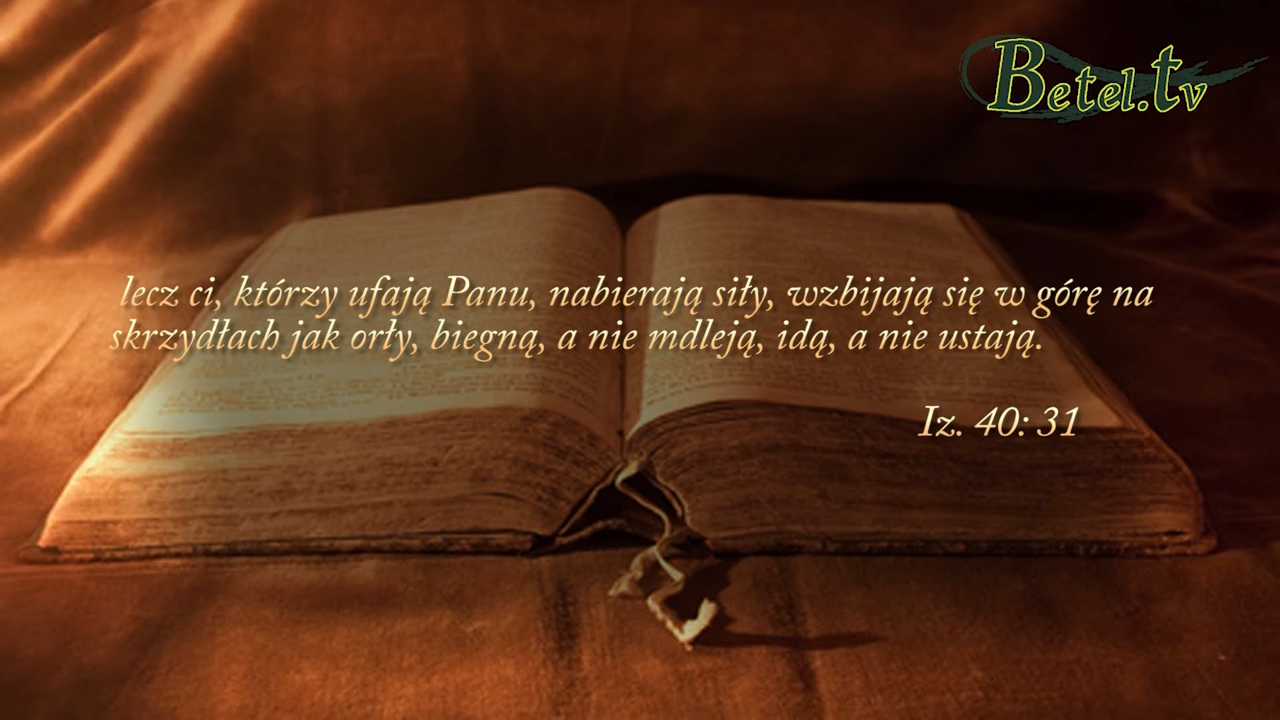 Betel.tv
lecz ci, którzy ufają Panu, nabierają siły, wzbijają się w górę na
skrzydłach jak orły, biegną, a nie mdleją, idą, a nie ustają.
Iz. 40: 31